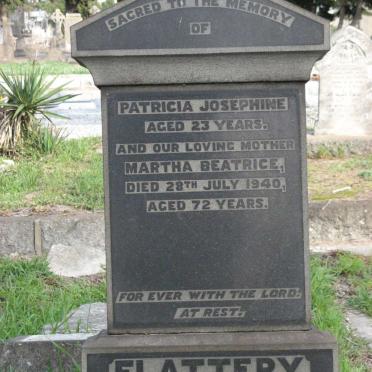 SACRED TO THE MEMORY
OF
PATRICIA JOSEPHINE
AGED 23 YEARS.
AND OUR LOVING MOTHER
MARTHA BEATRICE,
DIED 28TH JULY 1940,
AGED 72 YEARS.
FOR EVER WITH THE LORD.
AT REST.
FLATTERY